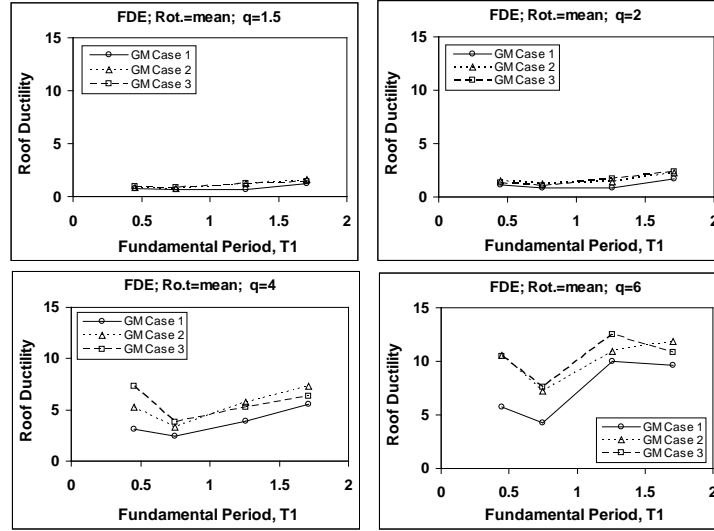 FDE; Rot.=mean; q=1.5
15
10
5
0
Roof Ductility
GM Case 1
GM Case 2
GM Case 3
0 0.5 1 1.5 2
Fundamental Period, T1
FDE; Rot.=mean; q=2
15
10
5
0
Roof Ductility
GM Case 1
GM Case 2
GM Case 3
0 0.5 1 1.5 2
Fundamental Period, T1
FDE; Ro.t=mean; q=4
15
10
5
0
Roof Ductility
GM Case 1
GM Case 2
GM Case 3
0 0.5 1 1.5 2
Fundamental Period, T1
FDE; Rot.=mean; q=6
15
10
5
0
Roof Ductility
GM Case 1
GM Case 2
GM Case 3
0 0.5 1 1.5 2
Fundamental Period, T1